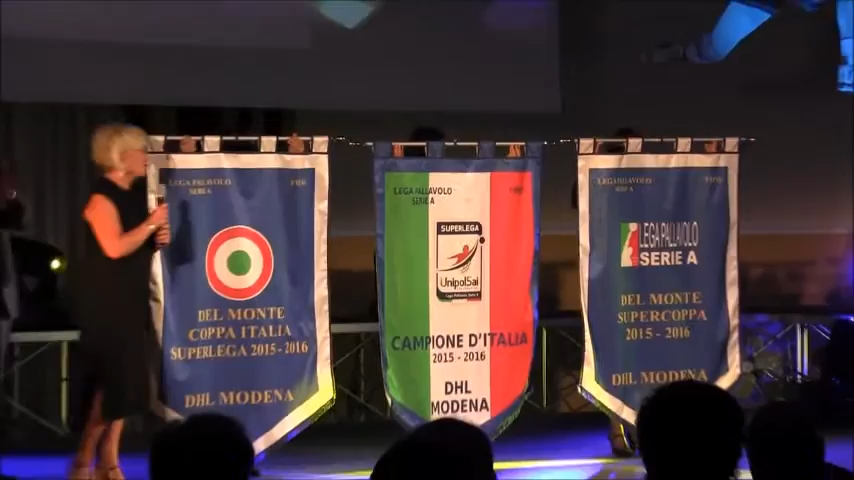 LEGA PALLAVOLO
SERIE A
DEL MONTE
COPPA ITALIA
SUPERLEGA 2015-2016
DHL MODENA
LEGA PALLAVOLO
SERIE A
SUPERLEGA
UnipolSai
CAMPIONE D'ITALIA
2015-2016
DHL
MODENA
LEGA PALLAVOLO
SERIE A
LEGA PALLAVOLO
SERIE A
DEL MONTE
SUPERCOPPA
2015-2016
DHL MODENA